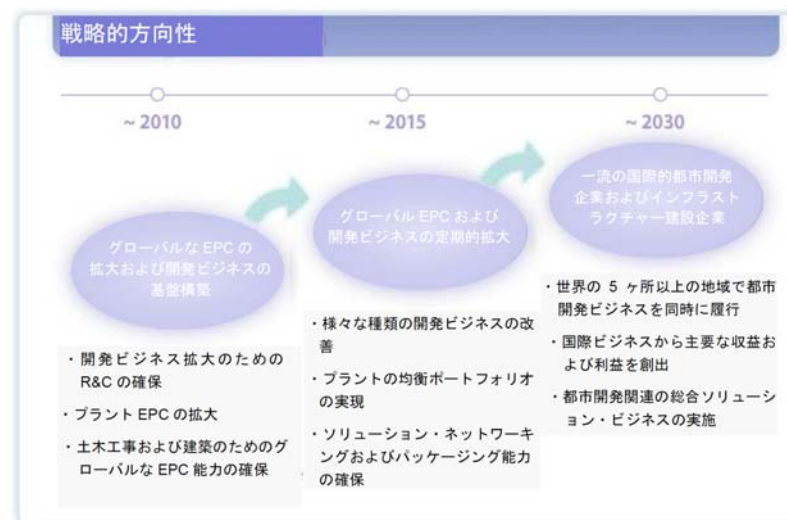 戦略的方向性
~ 2010
~ 2015
~ 2030
グローバルな EPC の
拡大および開発ビジネスの
基盤構築
グローバル EPC および
開発ビジネスの定期的拡大
一流の国際的都市開発
企業およびインフラスト
ラクチャー建設企業
・開発ビジネス拡大のための
R&C の確保
・プラント EPC の拡大
・土木工事および建築のためのグ
ローバルな EPC 能力の確保
・様々な種類の開発ビジネスの改
善
・プラントの均衡ポートフォリオ
の実現
・ソリューション・ネットワーキ
ングおよびパッケージング能力
の確保
・世界の 5 ヶ所以上の地域で都市
開発ビジネスを同時に履行
・国際ビジネスから主要な収益お
よび利益を創出
・都市開発関連の総合ソリューシ
ョン・ビジネスの実施